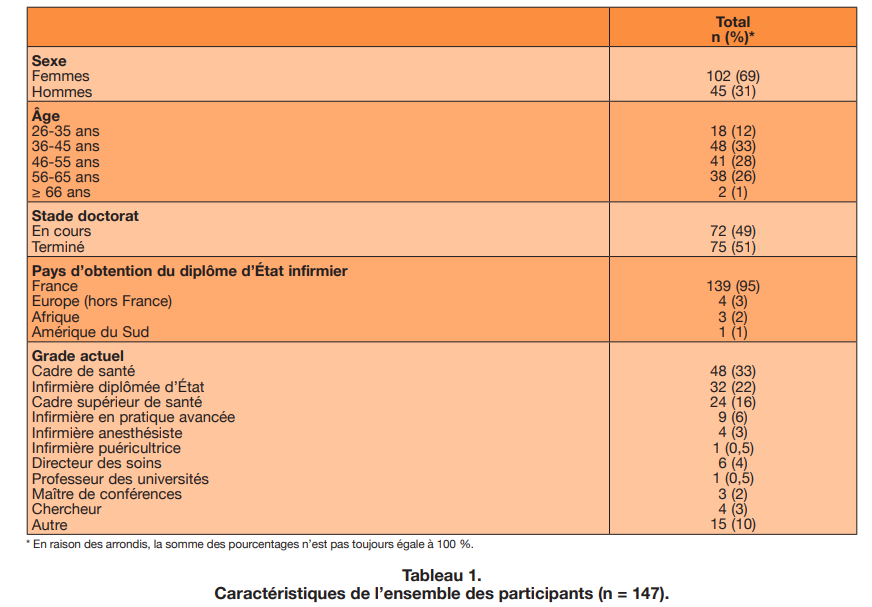 Total
n (%)*
Sexe
Femmes 102 (69)
Hommes 45 (31)
Âge
26-35 ans 18 (12)
36-45 ans 48 (33)
46-55 ans 41 (28)
56-65 ans 38 (26)
≥ 66 ans 2 (1)
Stade doctorat
En cours 72 (49)
Terminé 75 (51)
Pays d’obtention du diplôme d’État infirmier
France 139 (95)
Europe (hors France) 4 (3)
Afrique 3 (2)
Amérique du Sud 1 (1)
Grade actuel
Cadre de santé 48 (33)
Infirmière diplômée d’État 32 (22)
Cadre supérieur de santé 24 (16)
Infirmière en pratique avancée 9 (6)
Infirmière anesthésiste 4 (3)
Infirmière puéricultrice 1 (0,5)
Directeur des soins 6 (4)
Professeur des universités 1 (0,5)
Maître de conférences 3 (2)
Chercheur 4 (3)
Autre 15 (10)
* En raison des arrondis, la somme des pourcentages n’est pas toujours égale à 100 %.
Tableau 1.
Caractéristiques de l’ensemble des participants (n = 147).